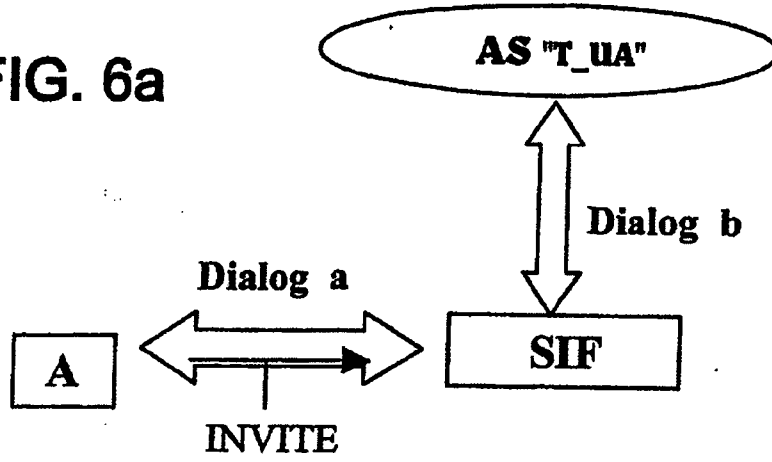 FIG. 6a
AS "T_UA"
Dialog b
Dialog a
A
SIF
INVITE